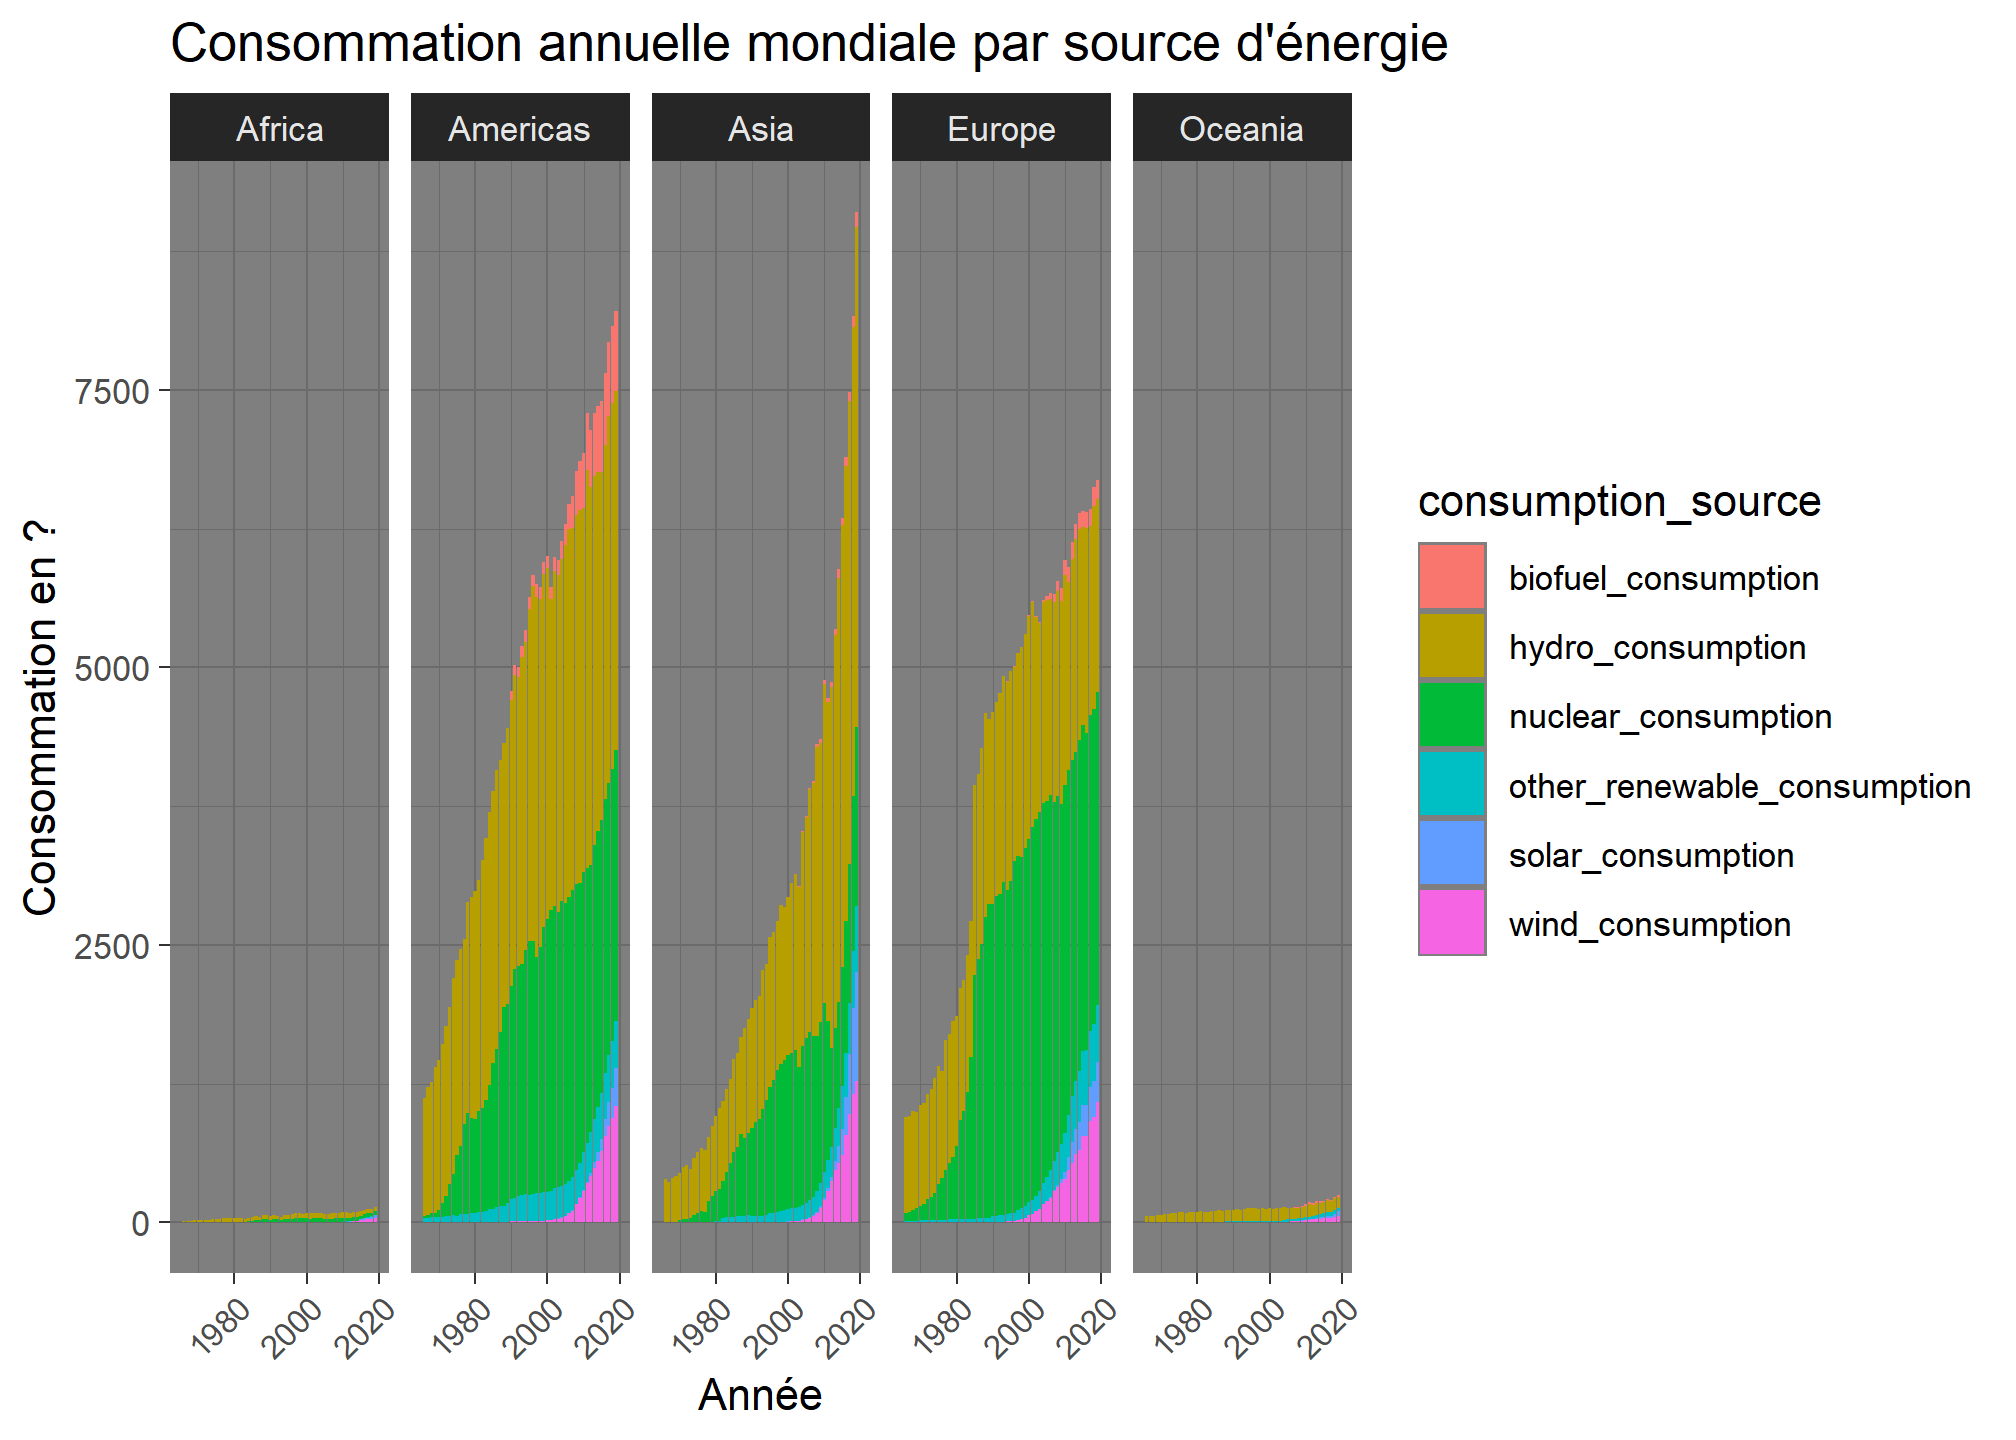 Consommation annuelle mondiale par source d'énergie
Africa
Americas
Asia
Europe
Oceania
Consommation en ?
7500
5000
2500
0
1980
2000
2020
1980
2000
2020
1980
2000
2020
1980
2000
2020
1980
2000
2020
Année
consumption_source
biofuel_consumption
hydro_consumption
nuclear_consumption
other_renewable_consumption
solar_consumption
wind_consumption